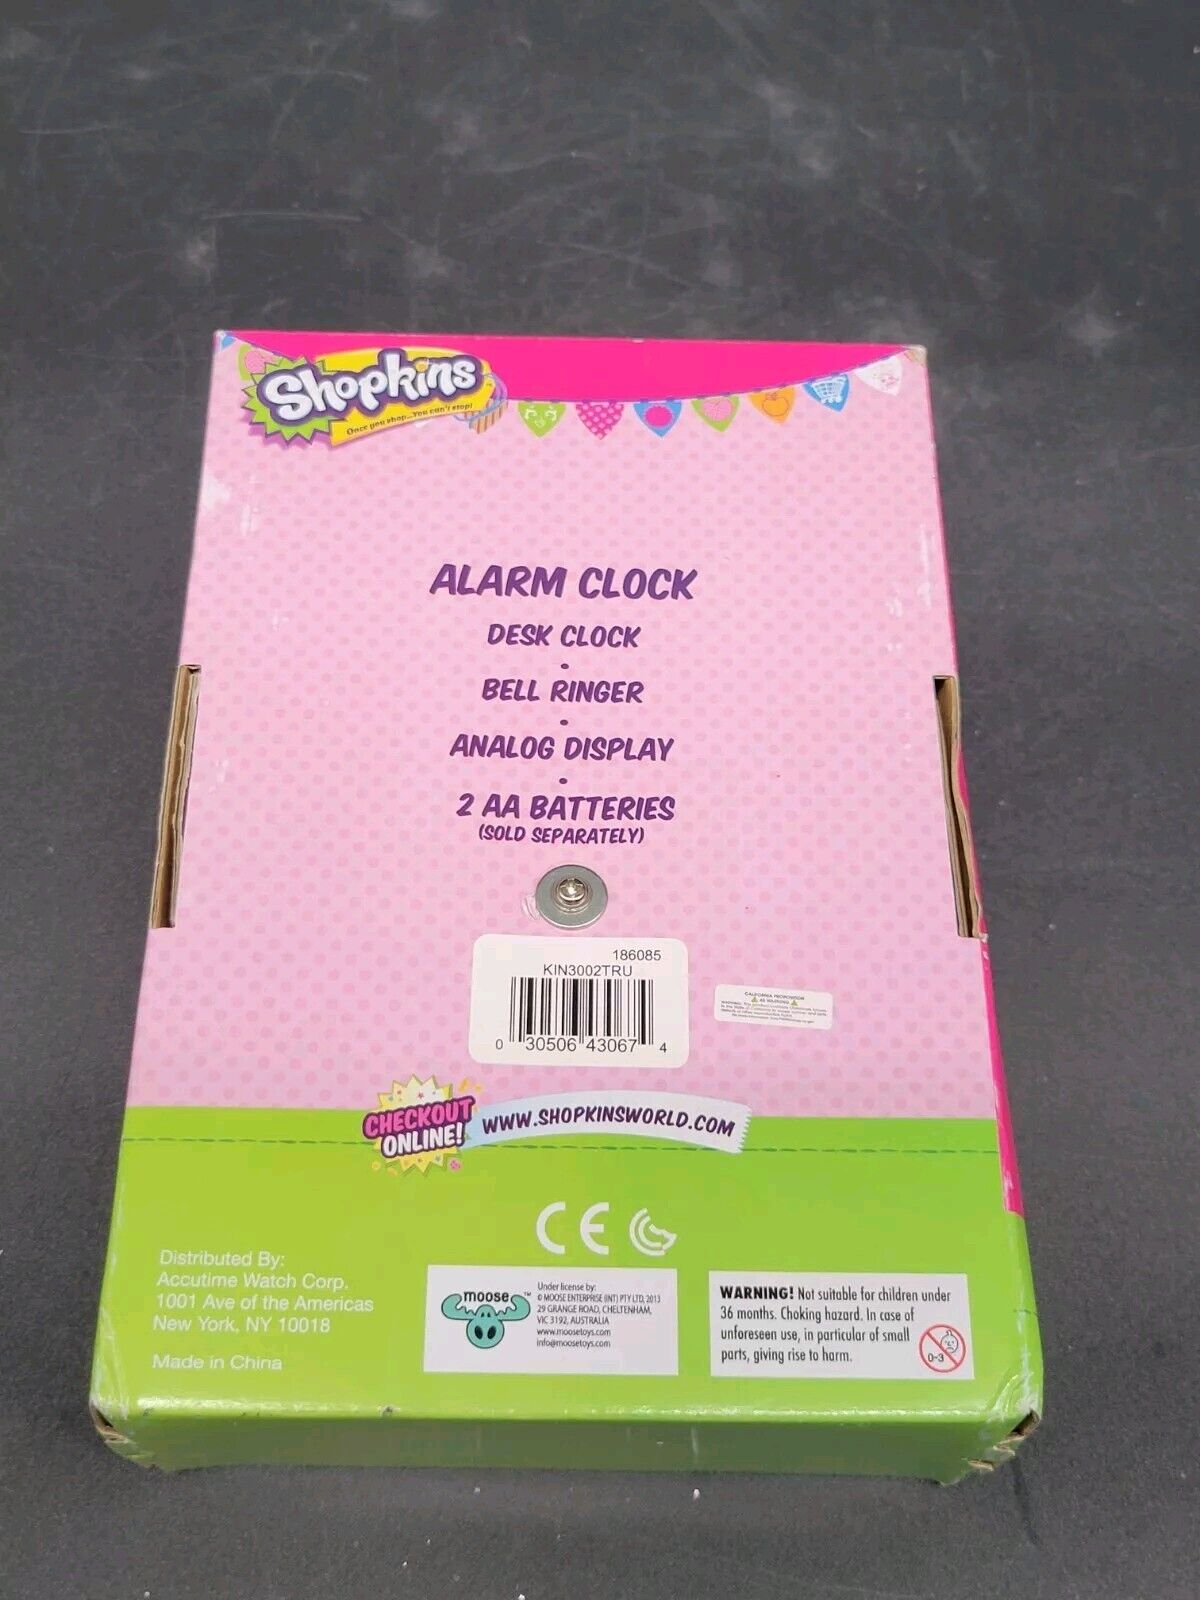 Shopkins
Once you shop...You can't stop!
ALARM CLOCK
DESK CLOCK
•
BELL RINGER
•
ANALOG DISPLAY
•
2 AA BATTERIES
(SOLD SEPARATELY)
186085
KIN3002TRU
0 30506 43067 4
CALIFORNIA PROPOSITION
65 WARNING
CHECKOUT
ONLINE!
WWW.SHOPKINSWORLD.COM
CE
Distributed By:
Accutime Watch Corp.
1001 Ave of the Americas
New York, NY 10018
Made in China
moose™
Under license by:
© MOOSE ENTERPRISE (INT) PTY LTD, 2013
29 GRANGE ROAD, CHELTENHAM,
VIC 3192, AUSTRALIA
www.moosetoys.com
info@moosetoys.com
WARNING! Not suitable for children under
36 months. Choking hazard. In case of
unforeseen use, in particular of small
parts, giving rise to harm.
0-3